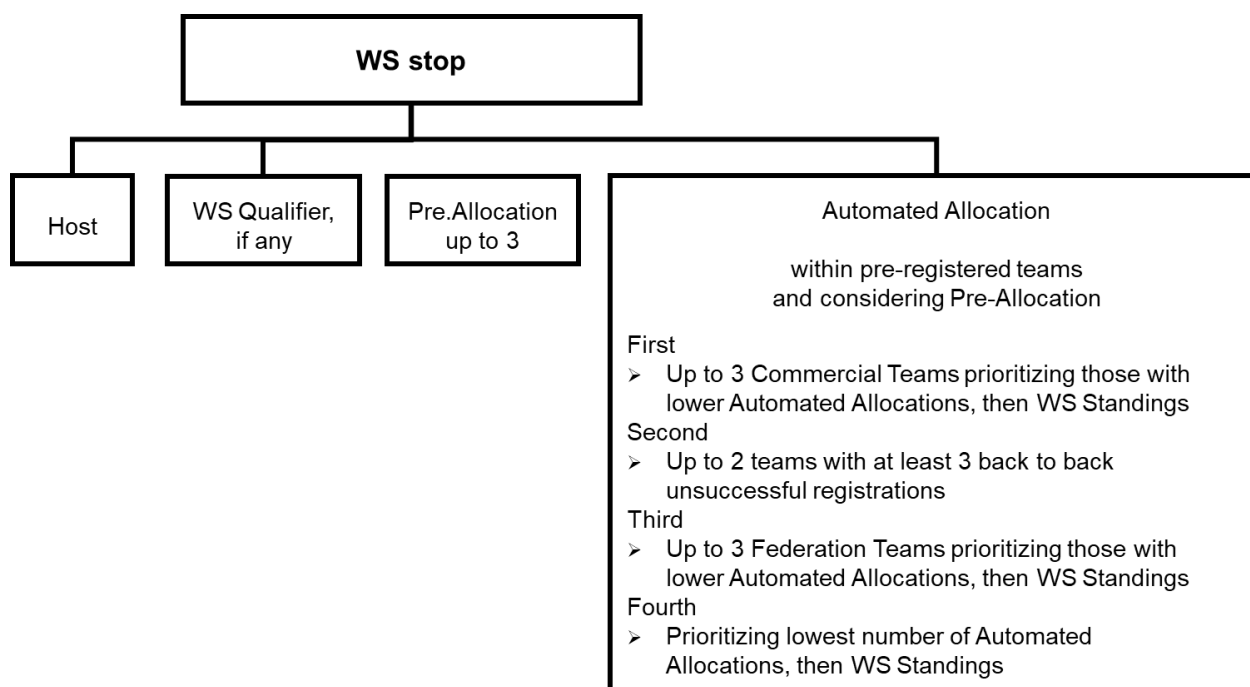 WS stop
Host
WS Qualifier,
if any
Pre.Allocation
up to 3
Automated Allocation
within pre-registered teams
and considering Pre-Allocation
First
➢ Up to 3 Commercial Teams prioritizing those with
lower Automated Allocations, then WS Standings
Second
➢ Up to 2 teams with at least 3 back to back
unsuccessful registrations
Third
➢ Up to 3 Federation Teams prioritizing those with
lower Automated Allocations, then WS Standings
Fourth
➢ Prioritizing lowest number of Automated
Allocations, then WS Standings